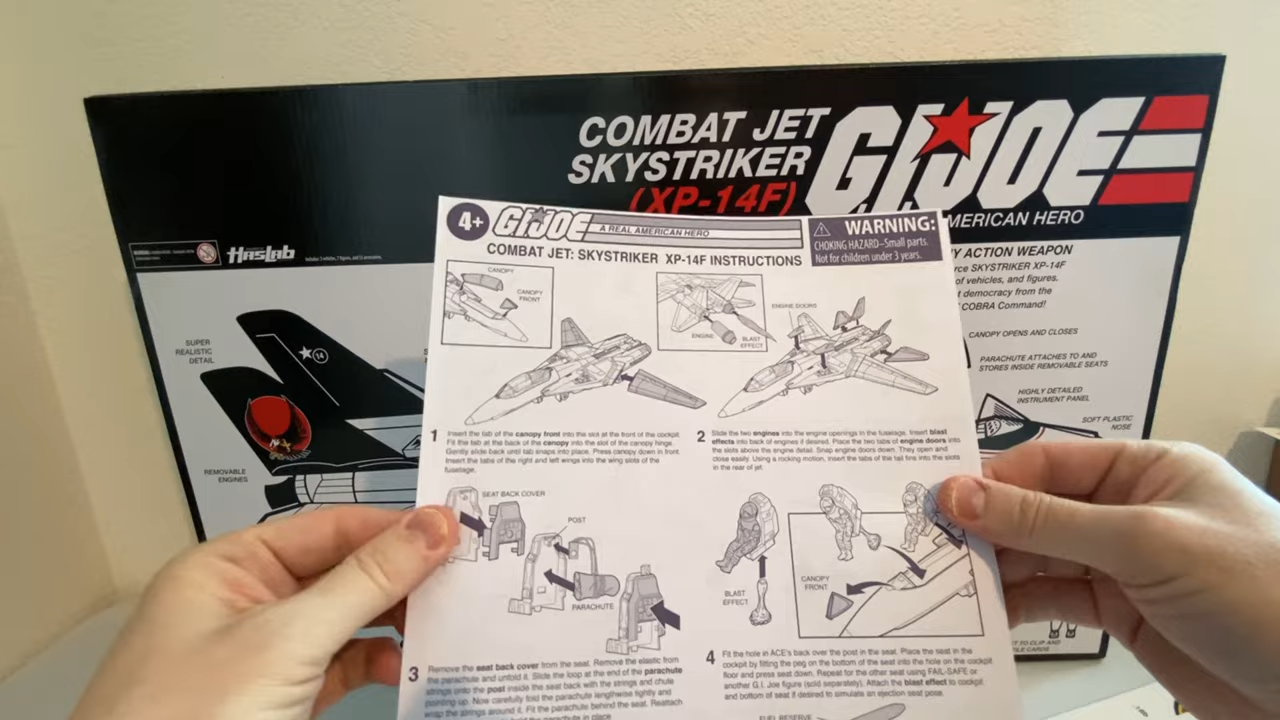 COMBAT JET
SKYSTRIKER
(XP-14F)
G.I.JOE
AMERICAN HERO
HASLAB
SUPER
REALISTIC
DETAIL
14
REMOVABLE
ENGINES
Y ACTION WEAPON
rce SKYSTRIKER XP-14F
of vehicles, and figures.
t democracy from the
COBRA Command!
CANOPY OPENS AND CLOSES
PARACHUTE ATTACHES TO AND
STORES INSIDE REMOVABLE SEATS
HIGHLY DETAILED
INSTRUMENT PANEL
SOFT PLASTIC
NOSE
4+
G.I.JOE
A REAL AMERICAN HERO
WARNING:
CHOKING HAZARD–Small parts.
Not for children under 3 years.
COMBAT JET: SKYSTRIKER XP-14F INSTRUCTIONS
CANOPY
CANOPY
FRONT
ENGINE
BLAST
EFFECT
ENGINE DOORS
1 Insert the tab of the canopy front into the slot at the front of the cockpit.
Fit the tab at the back of the canopy into the slot of the canopy hinge.
Gently slide back until tab snaps into place. Press canopy down in front.
Insert the tabs of the right and left wings into the wing slots of the
fuselage.
2 Slide the two engines into the engine openings in the fuselage. Insert blast
effects into back of engines if desired. Place the two tabs of engine doors into
the slots above the engine detail. Snap engine doors down. They open and
close easily. Using a rocking motion, insert the tabs of the tail fins into the slots
in the rear of jet.
SEAT BACK COVER
POST
PARACHUTE
BLAST
EFFECT
CANOPY
FRONT
3 Remove the seat back cover from the seat. Remove the elastic from
the parachute and unfold it. Slide the loop at the end of the parachute
strings onto the post inside the seat back with the strings and chute
pointing up. Now carefully fold the parachute lengthwise tightly and
wrap the strings around it. Fit the parachute behind the seat. Reattach
parachute in place
4 Fit the hole in ACE's back over the post in the seat. Place the seat in the
cockpit by fitting the peg on the bottom of the seat into the hole on the cockpit
floor and press seat down. Repeat for the other seat using FAIL-SAFE or
another G.I. Joe figure (sold separately). Attach the blast effect to cockpit
and bottom of seat if desired to simulate an ejection seat pose.
FUEL RESERVE